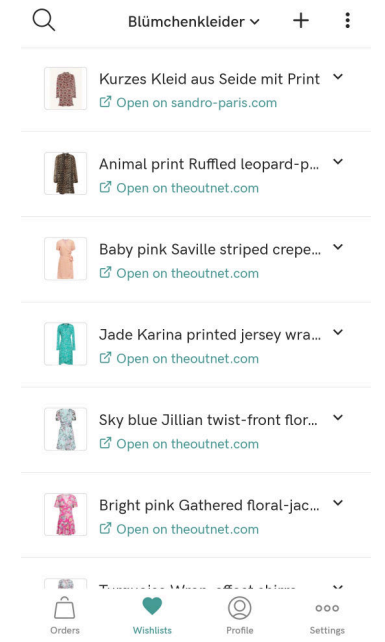 Blümchenkleider
Kurzes Kleid aus Seide mit Print
Open on sandro-paris.com
Animal print Ruffled leopard-p...
Open on theoutnet.com
Baby pink Saville striped crepe...
Open on theoutnet.com
Jade Karina printed jersey wra...
Open on theoutnet.com
Sky blue Jillian twist-front flor...
Open on theoutnet.com
Bright pink Gathered floral-jac...
Open on theoutnet.com
Orders Wishlists Profile Settings